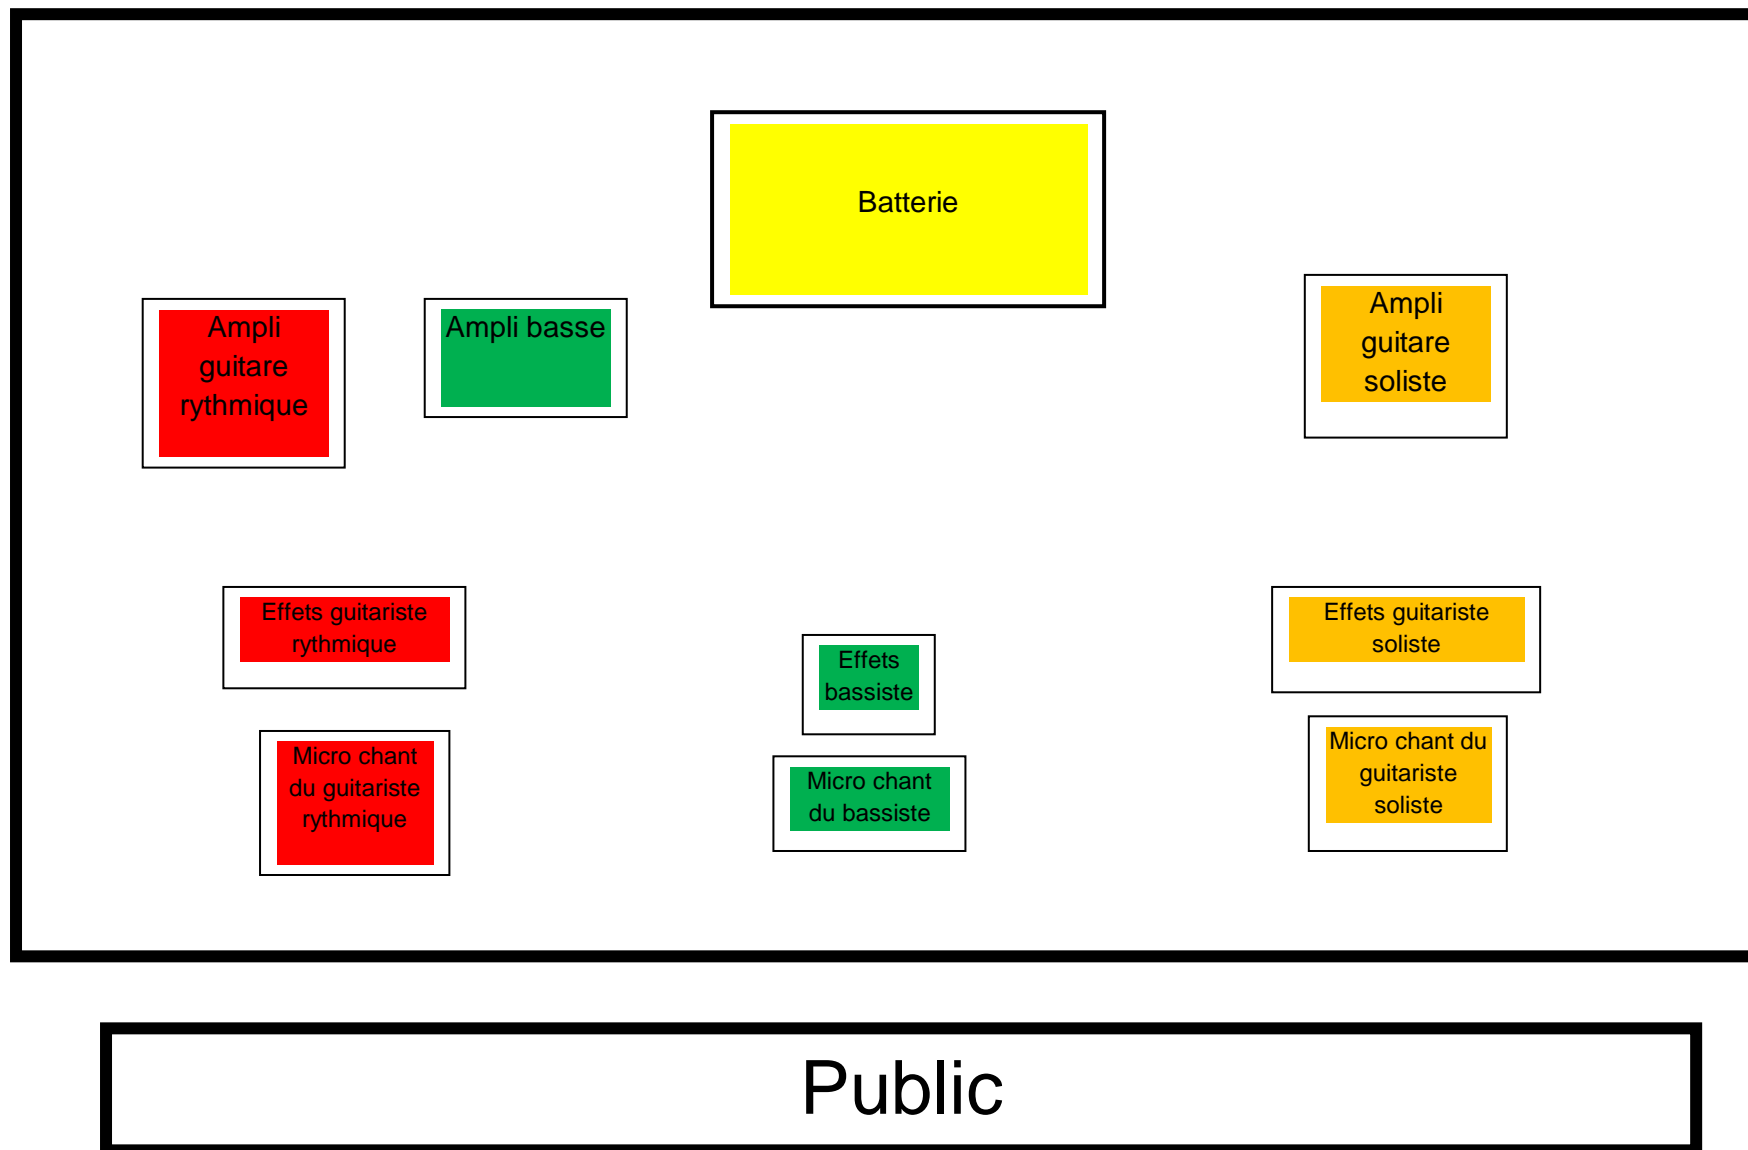 Batterie
Ampli
guitare
rythmique
Ampli basse
Ampli
guitare
soliste
Effets guitariste
rythmique
Effets
bassiste
Effets guitariste
soliste
Micro chant
du guitariste
rythmique
Micro chant
du bassiste
Micro chant du
guitariste
soliste
Public